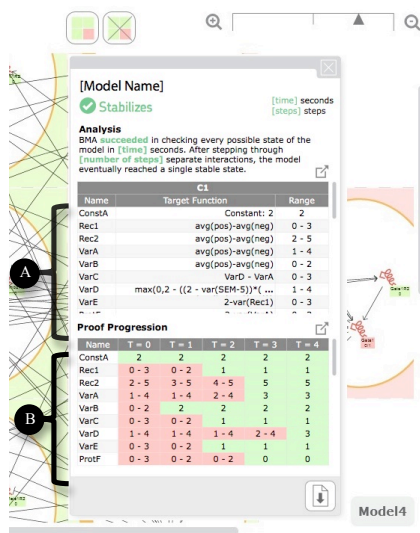 [Model Name]
Stabilizes
[time] seconds
[steps] steps
Analysis
BMA succeeded in checking every possible state of the
model in [time] seconds. After stepping through
[number of steps] separate interactions, the model
eventually reached a single stable state.
C1
Name Target Function Range
ConstA Constant: 2 2
Rec1 avg(pos)-avg(neg) 0 - 3
Rec2 avg(pos)-avg(neg) 2 - 5
VarA avg(pos)-avg(neg) 1 - 4
VarB avg(pos)-avg(neg) 0 - 2
VarC VarD - VarA 0 - 3
VarD max(0,2 - ((2 - var(SEM-5))*( ... 1 - 4
VarE 2-var(Rec1) 0 - 3
A
Proof Progression
Name T = 0 T = 1 T = 2 T = 3 T = 4
ConstA 2 2 2 2 2
Rec1 0 - 3 0 - 2 1 1 1
Rec2 2 - 5 3 - 5 4 - 5 5 5
VarA 1 - 4 1 - 4 2 - 4 3 3
VarB 0 - 2 2 2 2 2
VarC 0 - 3 0 - 2 1 1 1
VarD 1 - 4 1 - 4 1 - 4 2 - 4 3
VarE 0 - 3 0 - 2 1 1 1
ProtF 0 - 3 0 - 2 0 - 2 0 0
B
Model4